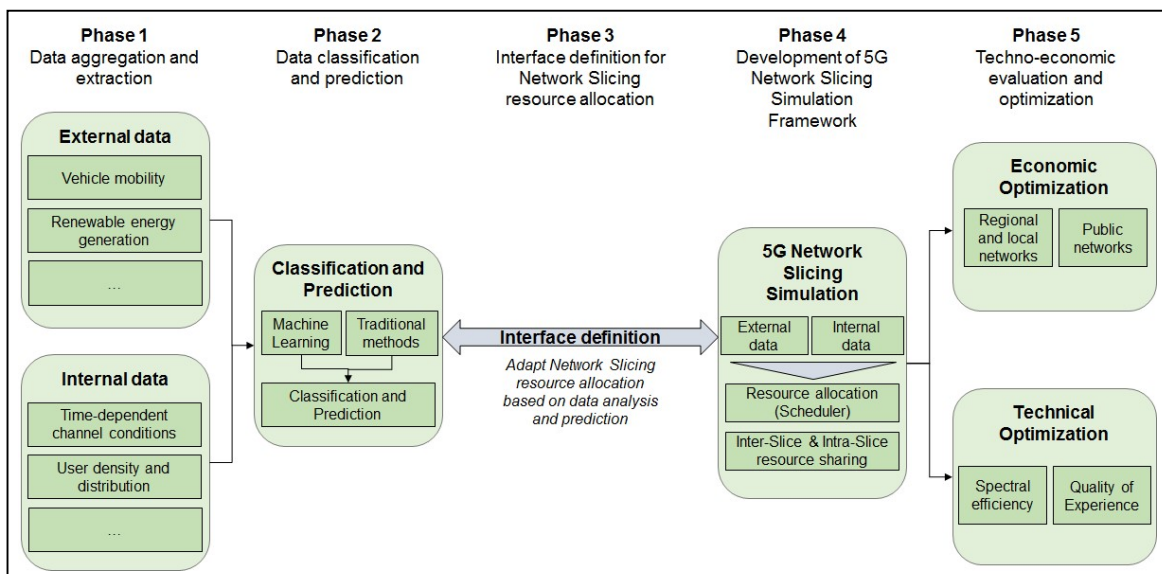 Phase 1
Data aggregation and
extraction
Phase 2
Data classification
and prediction
Phase 3
Interface definition for
Network Slicing
resource allocation
Phase 4
Development of 5G
Network Slicing
Simulation
Framework
Phase 5
Techno-economic
evaluation and
optimization
External data
Vehicle mobility
Renewable energy
generation
...
Internal data
Time-dependent
channel conditions
User density and
distribution
...
Classification and
Prediction
Machine
Learning
Traditional
methods
Classification and
Prediction
Interface definition
Adapt Network Slicing
resource allocation
based on data analysis
and prediction
5G Network
Slicing
Simulation
External
data
Internal
data
Resource allocation
(Scheduler)
Inter-Slice & Intra-Slice
resource sharing
Economic
Optimization
Regional
and local
networks
Public
networks
Technical
Optimization
Spectral
efficiency
Quality of
Experience